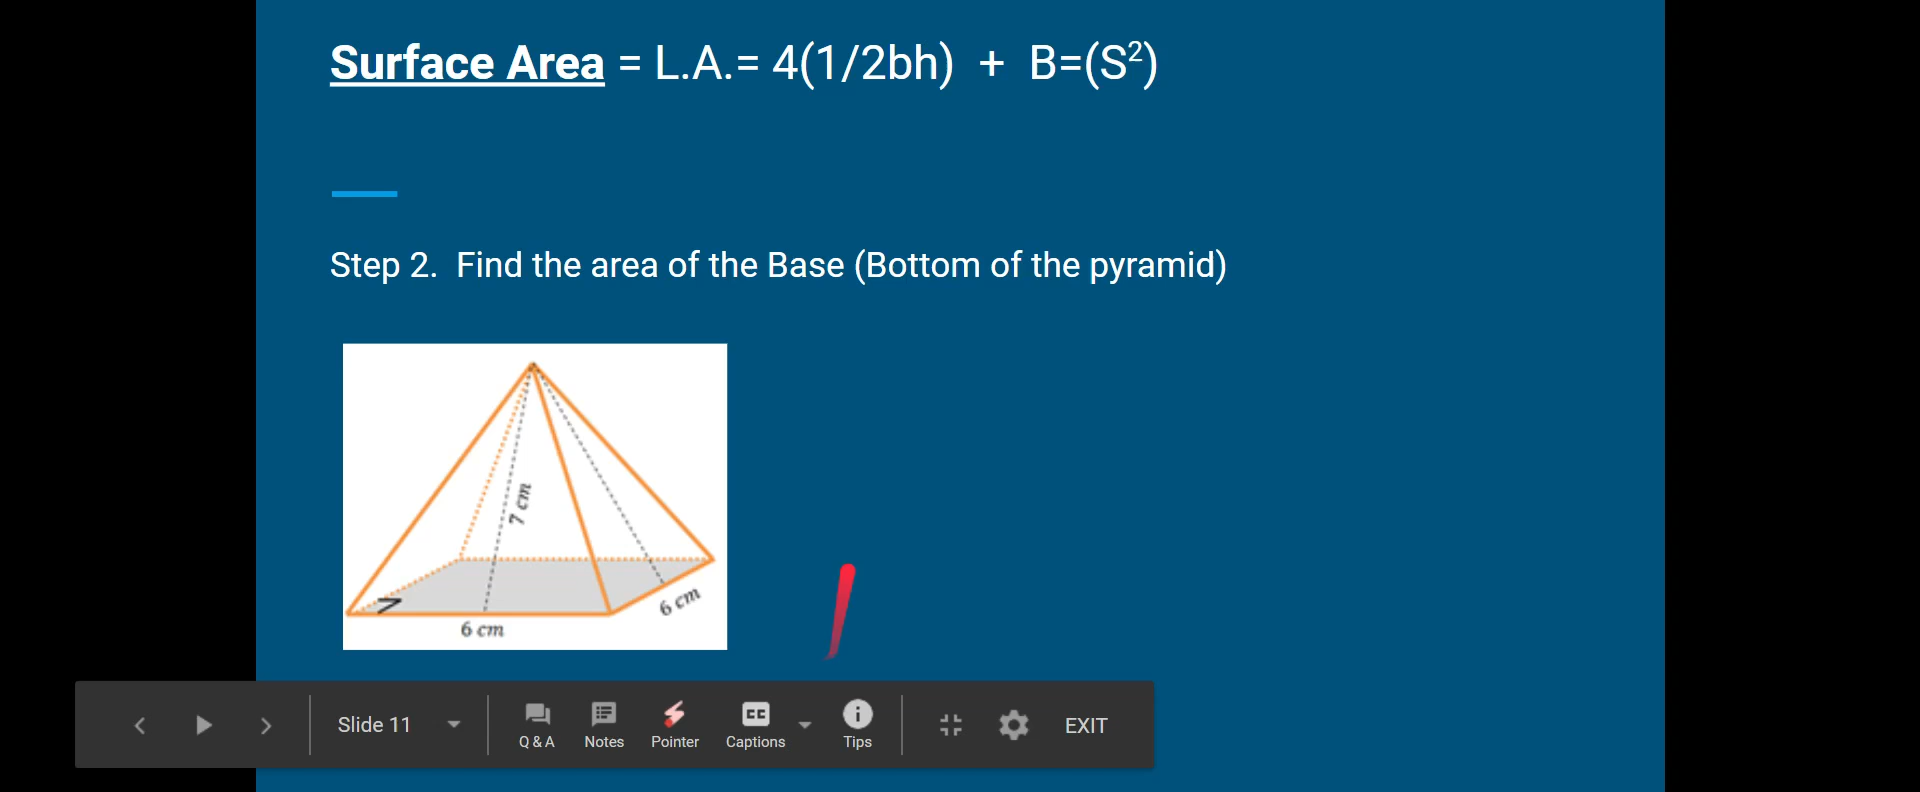 Surface Area = L.A.= 4(1/2bh) + B=(S²)
Step 2. Find the area of the Base (Bottom of the pyramid)
7 cm
6 cm
6 cm
Slide 11
Q & A
Notes
Pointer
CC
Captions
i
Tips
EXIT